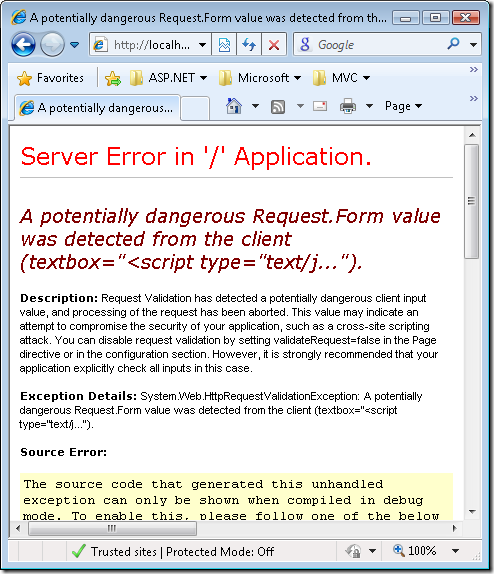 A potentially dangerous Request.Form value was detected from th...
http://localh...
Google
Favorites
ASP.NET
Microsoft
MVC
A potentially dangerous...
Page
Server Error in '/' Application.
A potentially dangerous Request.Form value
was detected from the client
(textbox="<script type="text/j...").
Description: Request Validation has detected a potentially dangerous client input
value, and processing of the request has been aborted. This value may indicate an
attempt to compromise the security of your application, such as a cross-site scripting
attack. You can disable request validation by setting validateRequest=false in the Page
directive or in the configuration section. However, it is strongly recommended that your
application explicitly check all inputs in this case.
Exception Details: System.Web.HttpRequestValidationException: A potentially
dangerous Request.Form value was detected from the client (textbox="<script
type="text/j...").
Source Error:
The source code that generated this unhandled
exception can only be shown when compiled in debug
mode. To enable this, please follow one of the below
Trusted sites | Protected Mode: Off
100%